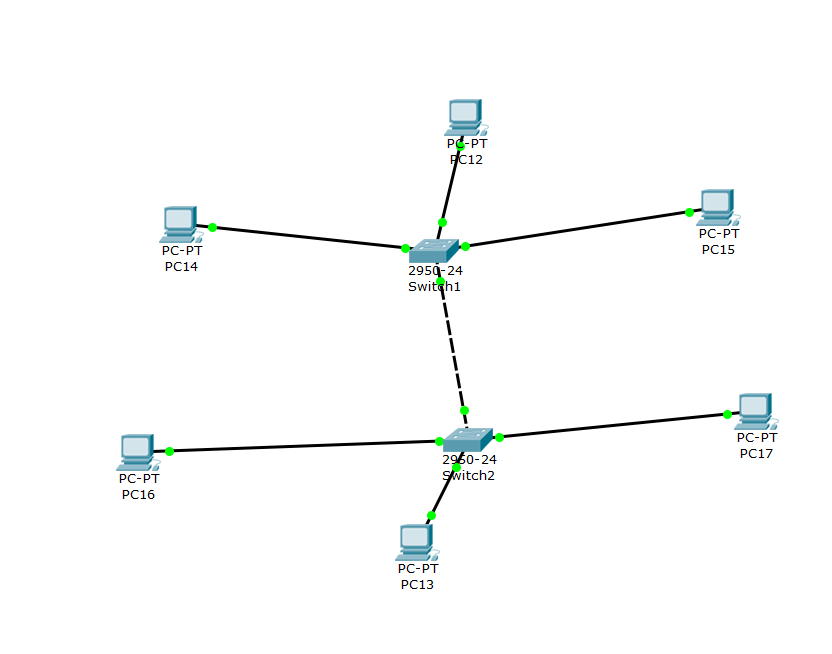 PC-PT
PC12
PC-PT
PC15
PC-PT
PC14
2950-24
Switch1
PC-PT
PC17
2950-24
Switch2
PC-PT
PC16
PC-PT
PC13